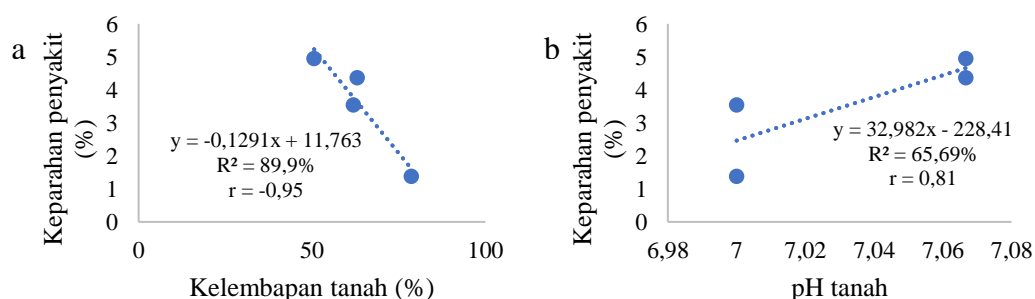 a
Keparahan penyakit
(%)
6
5
4
3
2
1
0
y = -0,1291x + 11,763
R² = 89,9%
r = -0,95
0 50 100
Kelembapan tanah (%)
b
Keparahan penyakit
(%)
6
5
4
3
2
1
0
y = 32,982x - 228,41
R² = 65,69%
r = 0,81
6,98 7 7,02 7,04 7,06 7,08
pH tanah